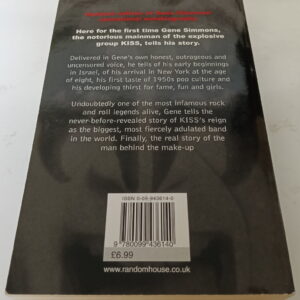 Here for the first time Gene Simmons,
the notorious mainman of the explosive
group KISS, tells his story.
Delivered in Gene's own honest, outrageous and
uncensored voice, he tells of his early beginnings
in Israel, of his arrival in New York at the age
of eight, his first taste of 1950s pop culture and
his developing thirst for fame, fun and girls.
Undoubtedly one of the most infamous rock
and roll legends alive, Gene tells the
never-before-revealed story of KISS's reign
as the biggest, most fiercely adulated band
in the world. Finally, the real story of the
man behind the make-up
ISBN 0-09-943614-0
9 780099 436140
£6.99
www.randomhouse.co.uk